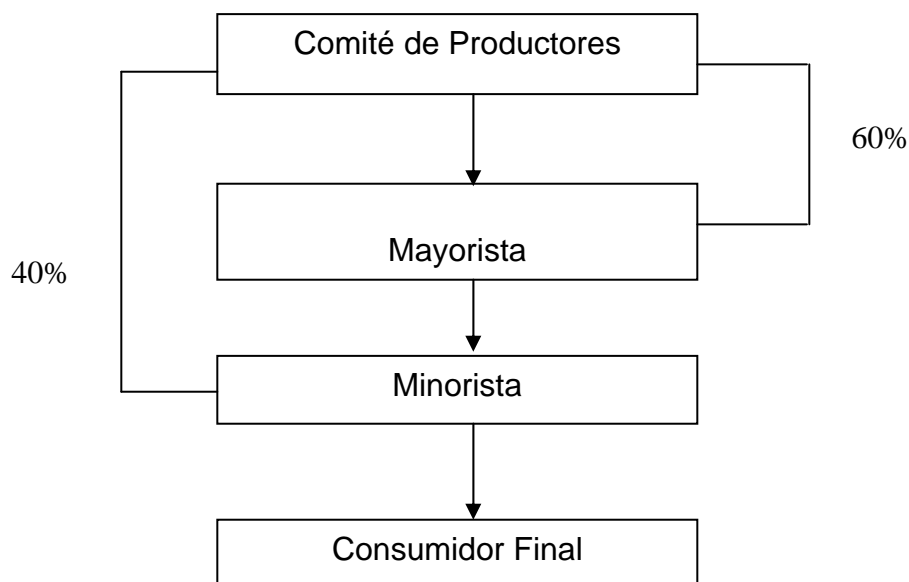 Comité de Productores
60%
Mayorista
40%
Minorista
Consumidor Final